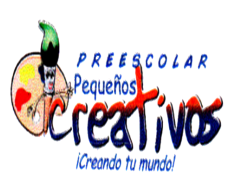 PREESCOLAR
Pequeños
Creativos
¡Creando tu mundo!